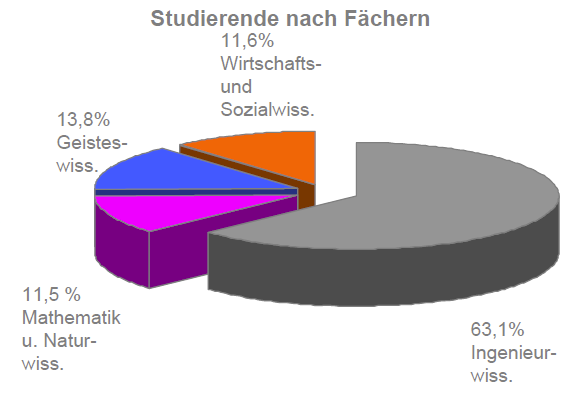 Studierende nach Fächern
11,6%
Wirtschafts-
und
Sozialwiss.
13,8%
Geistes-
wiss.
11,5 %
Mathematik
u. Natur-
wiss.
63,1%
Ingenieur-
wiss.